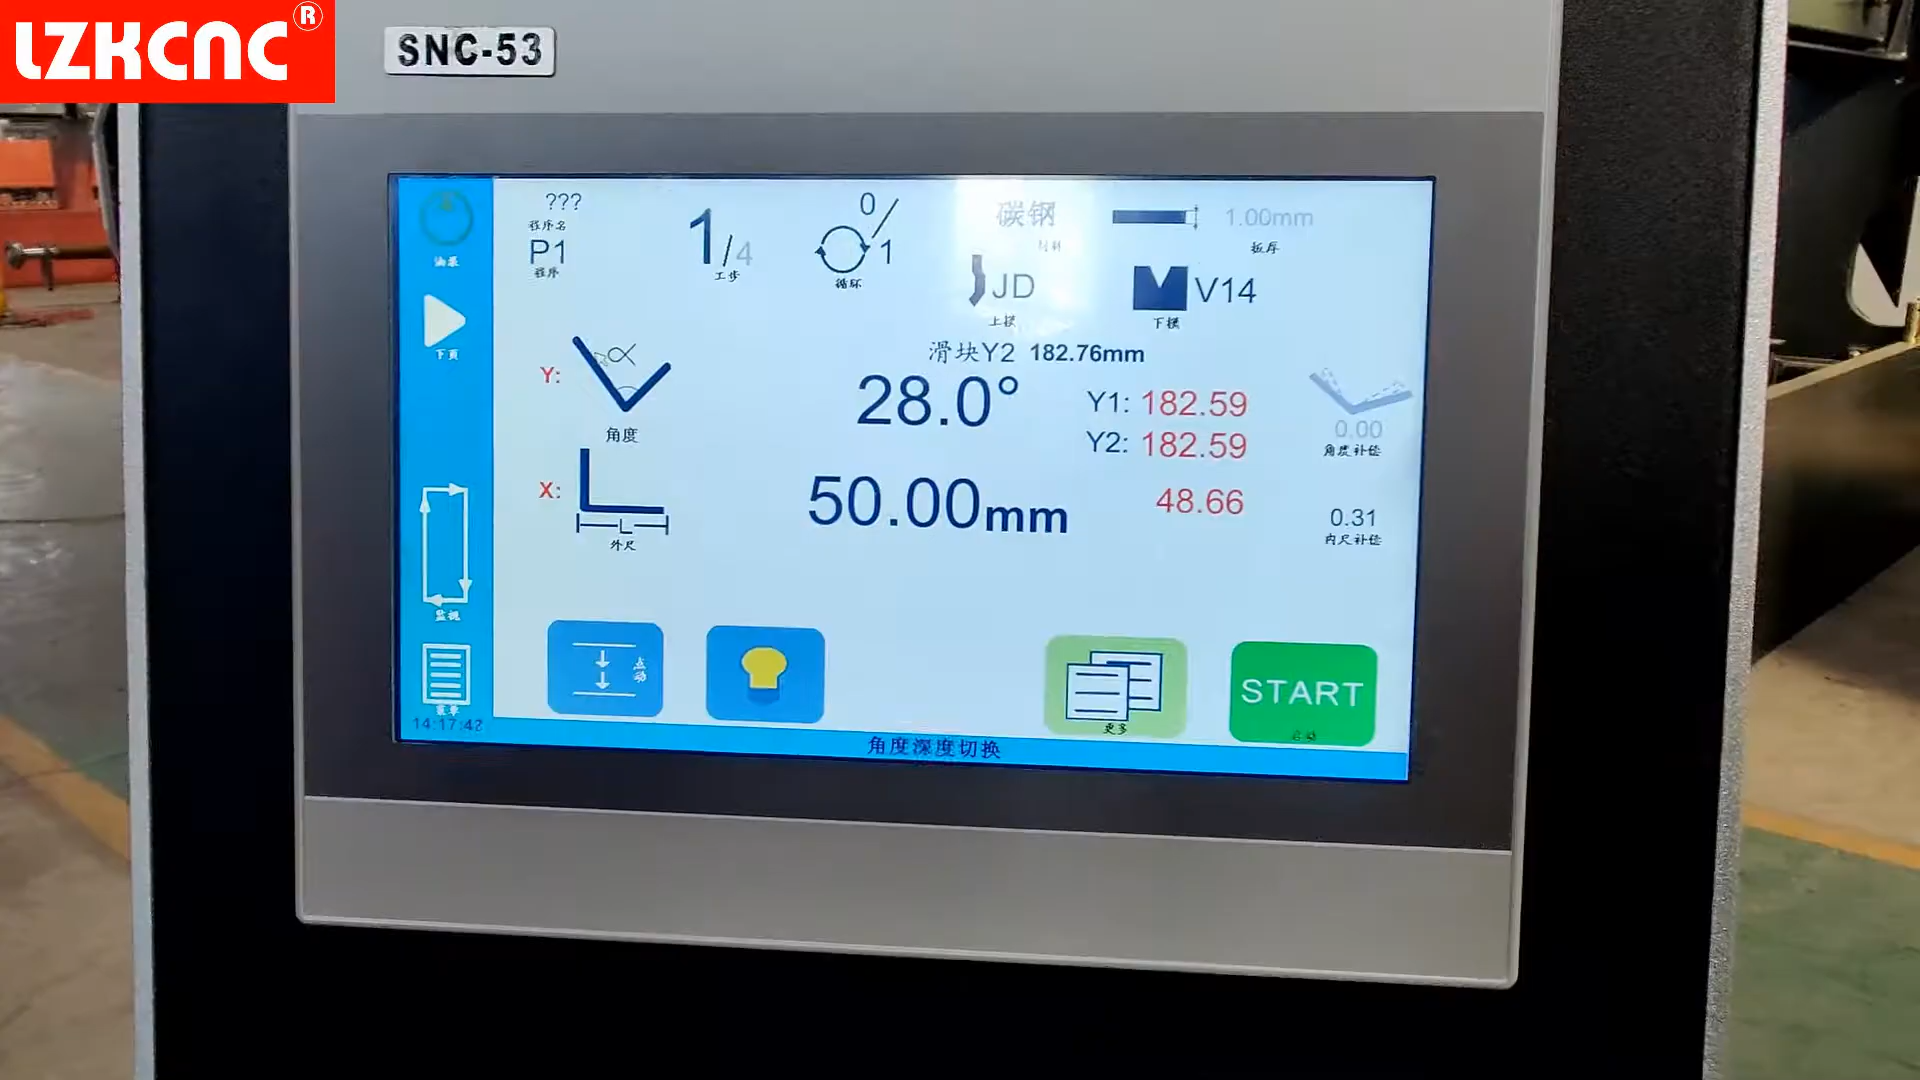 LZKCNC®
SNC-53
???
程序名
P1
程序
1/4
工步
0/1
循环
碳钢
材料
1.00mm
板厚
JD
上模
V14
下模
油泵
下页
滑块Y2 182.76mm
Y:
α
角度
28.0°
Y1: 182.59
Y2: 182.59
0.00
角度补偿
X:
L
外尺
50.00mm
48.66
0.31
内尺补偿
监视
点动
更多
START
启动
菜单
14:17:42
角度深度切换